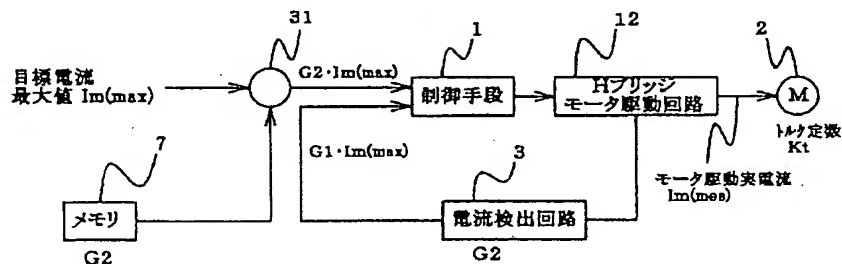 31
1
12
2
目標電流
最大値 Im(max)
G2・Im(max)
制御手段
Hブリッジ
モータ駆動回路
M
トルク定数
Kt
G1・Im(max)
7
3
モータ駆動実電流
Im(mes)
メモリ
電流検出回路
G2
G2